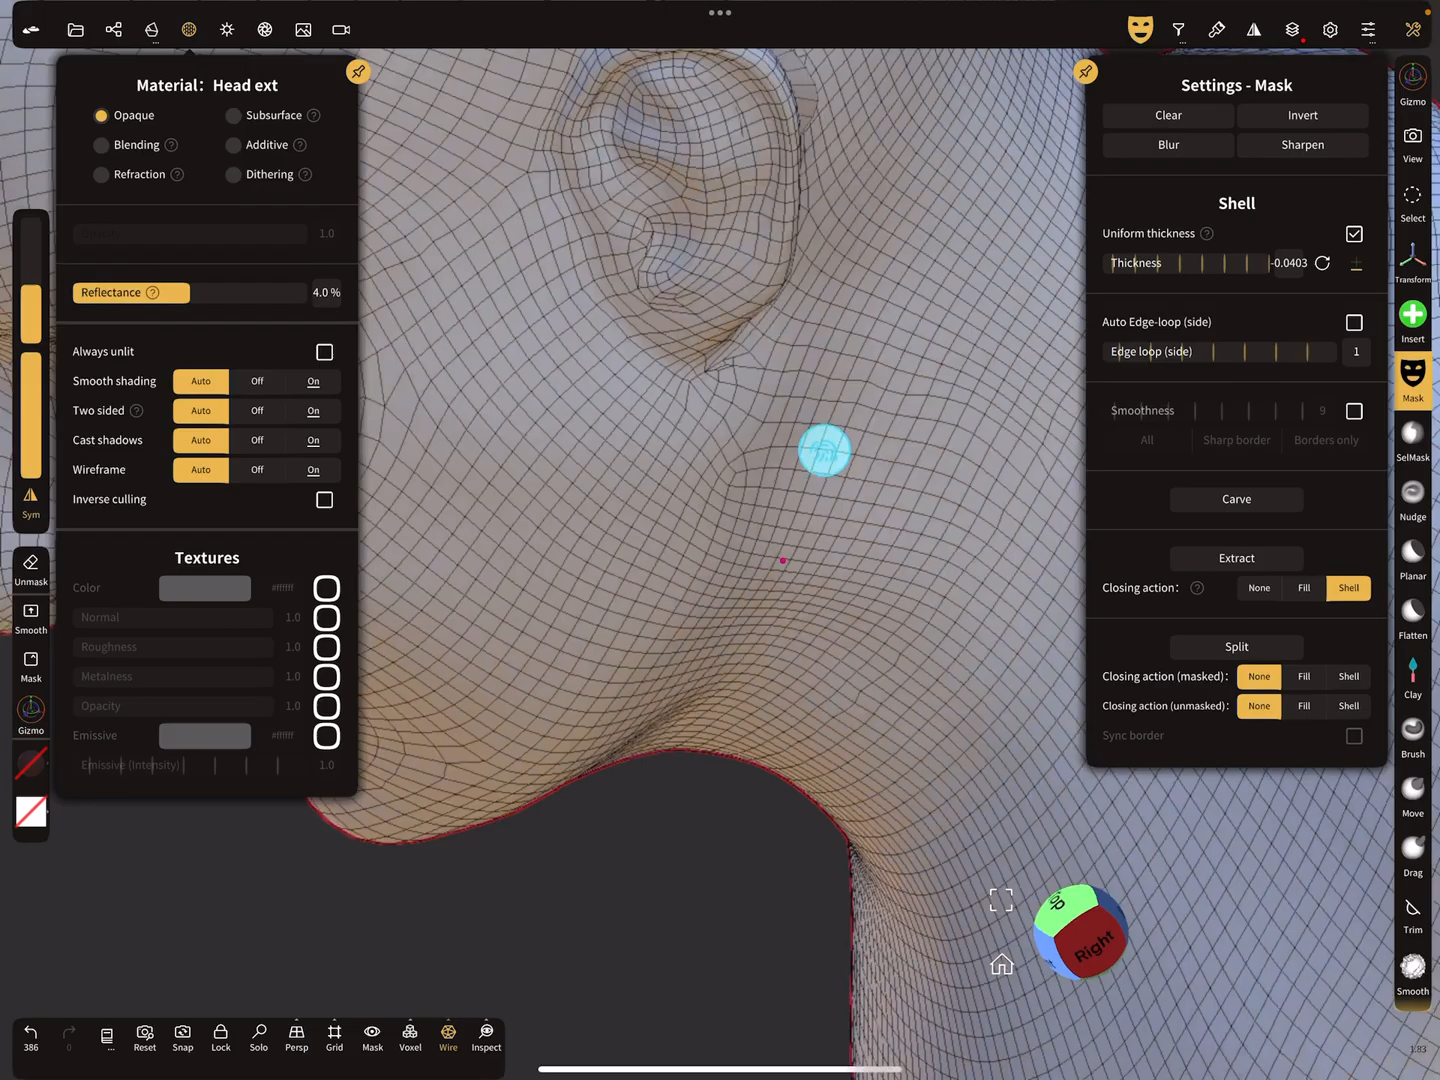 Material: Head ext
Opaque
Subsurface ?
Blending ?
Additive ?
Refraction ?
Dithering ?
Opacity 1.0
Reflectance ? 4.0 %
Always unlit
Smooth shading Auto Off On
Two sided ? Auto Off On
Cast shadows Auto Off On
Wireframe Auto Off On
Inverse culling
Textures
Color #ffffff
Normal 1.0
Roughness 1.0
Metalness 1.0
Opacity 1.0
Emissive #ffffff
Emissive (Intensity) 1.0
Sym
Unmask
Smooth
Mask
Gizmo
Settings - Mask
Clear Invert
Blur Sharpen
Shell
Uniform thickness ?
Thickness -0.0403
Auto Edge-loop (side)
Edge loop (side) 1
Smoothness 9
All Sharp border Borders only
Carve
Extract
Closing action: ? None Fill Shell
Split
Closing action (masked): None Fill Shell
Closing action (unmasked): None Fill Shell
Sync border
Gizmo
View
Select
Transform
Insert
Mask
SelMask
Nudge
Planar
Flatten
Clay
Brush
Move
Drag
Trim
Smooth
Right
386
0
...
Reset
Snap
Lock
Solo
Persp
Grid
Mask
Voxel
Wire
Inspect
1.83